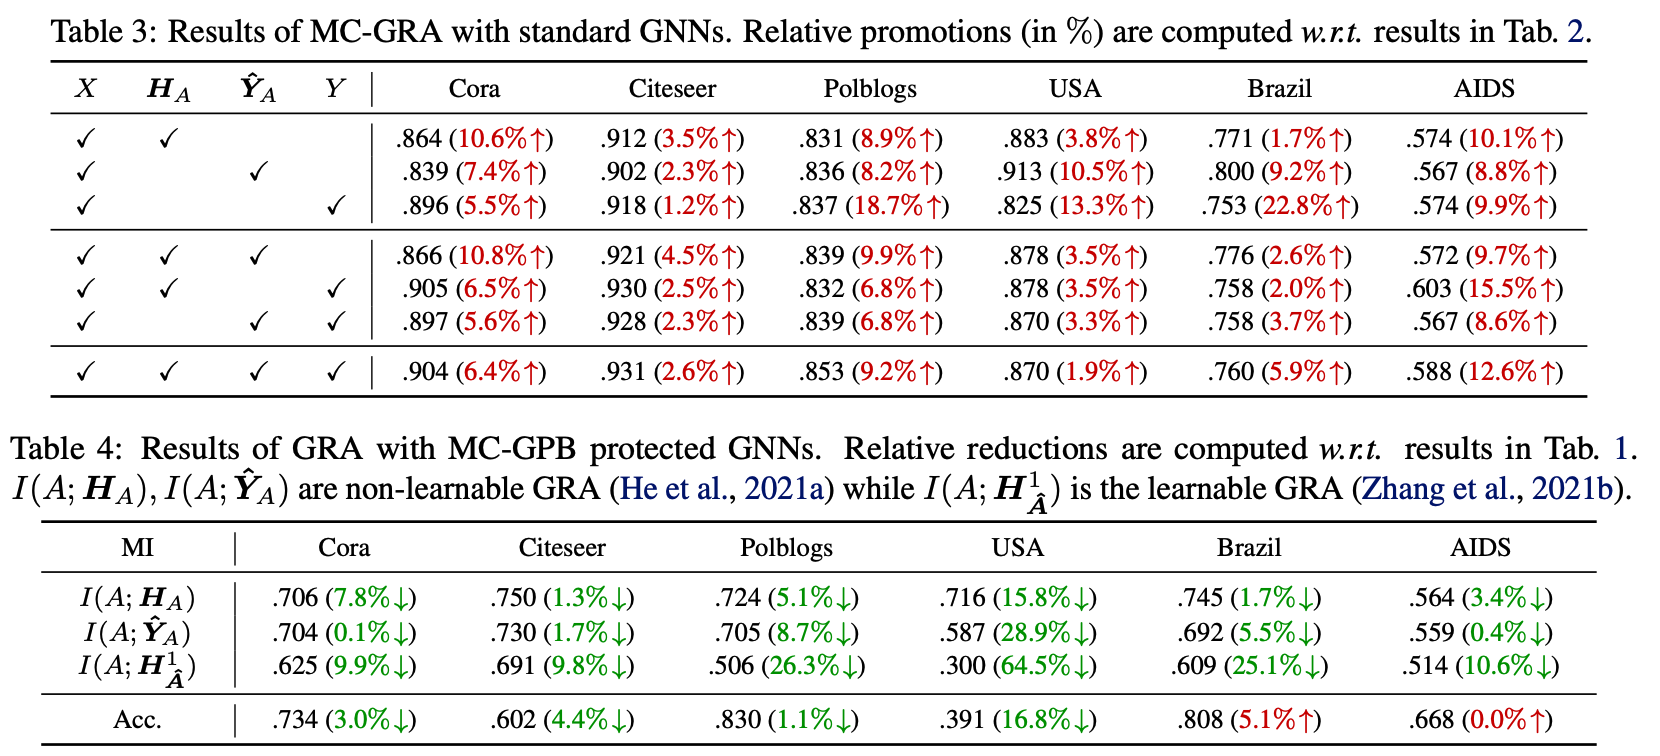 Table 3: Results of MC-GRA with standard GNNs. Relative promotions (in %) are computed w.r.t. results in Tab. 2.
X H_A Ŷ_A Y Cora Citeseer Polblogs USA Brazil AIDS
✓ ✓ .864 (10.6%↑) .912 (3.5%↑) .831 (8.9%↑) .883 (3.8%↑) .771 (1.7%↑) .574 (10.1%↑)
✓ ✓ .839 (7.4%↑) .902 (2.3%↑) .836 (8.2%↑) .913 (10.5%↑) .800 (9.2%↑) .567 (8.8%↑)
✓ ✓ .896 (5.5%↑) .918 (1.2%↑) .837 (18.7%↑) .825 (13.3%↑) .753 (22.8%↑) .574 (9.9%↑)
✓ ✓ ✓ .866 (10.8%↑) .921 (4.5%↑) .839 (9.9%↑) .878 (3.5%↑) .776 (2.6%↑) .572 (9.7%↑)
✓ ✓ ✓ .905 (6.5%↑) .930 (2.5%↑) .832 (6.8%↑) .878 (3.5%↑) .758 (2.0%↑) .603 (15.5%↑)
✓ ✓ ✓ .897 (5.6%↑) .928 (2.3%↑) .839 (6.8%↑) .870 (3.3%↑) .758 (3.7%↑) .567 (8.6%↑)
✓ ✓ ✓ ✓ .904 (6.4%↑) .931 (2.6%↑) .853 (9.2%↑) .870 (1.9%↑) .760 (5.9%↑) .588 (12.6%↑)
Table 4: Results of GRA with MC-GPB protected GNNs. Relative reductions are computed w.r.t. results in Tab. 1.
I(A; H_A), I(A; Ŷ_A) are non-learnable GRA (He et al., 2021a) while I(A; H^1_Â) is the learnable GRA (Zhang et al., 2021b).
MI Cora Citeseer Polblogs USA Brazil AIDS
I(A; H_A) .706 (7.8%↓) .750 (1.3%↓) .724 (5.1%↓) .716 (15.8%↓) .745 (1.7%↓) .564 (3.4%↓)
I(A; Ŷ_A) .704 (0.1%↓) .730 (1.7%↓) .705 (8.7%↓) .587 (28.9%↓) .692 (5.5%↓) .559 (0.4%↓)
I(A; H^1_Â) .625 (9.9%↓) .691 (9.8%↓) .506 (26.3%↓) .300 (64.5%↓) .609 (25.1%↓) .514 (10.6%↓)
Acc. .734 (3.0%↓) .602 (4.4%↓) .830 (1.1%↓) .391 (16.8%↓) .808 (5.1%↑) .668 (0.0%↑)